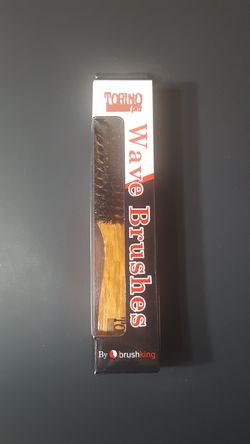 TORINO
Pro
Wave Brushes
By brushking